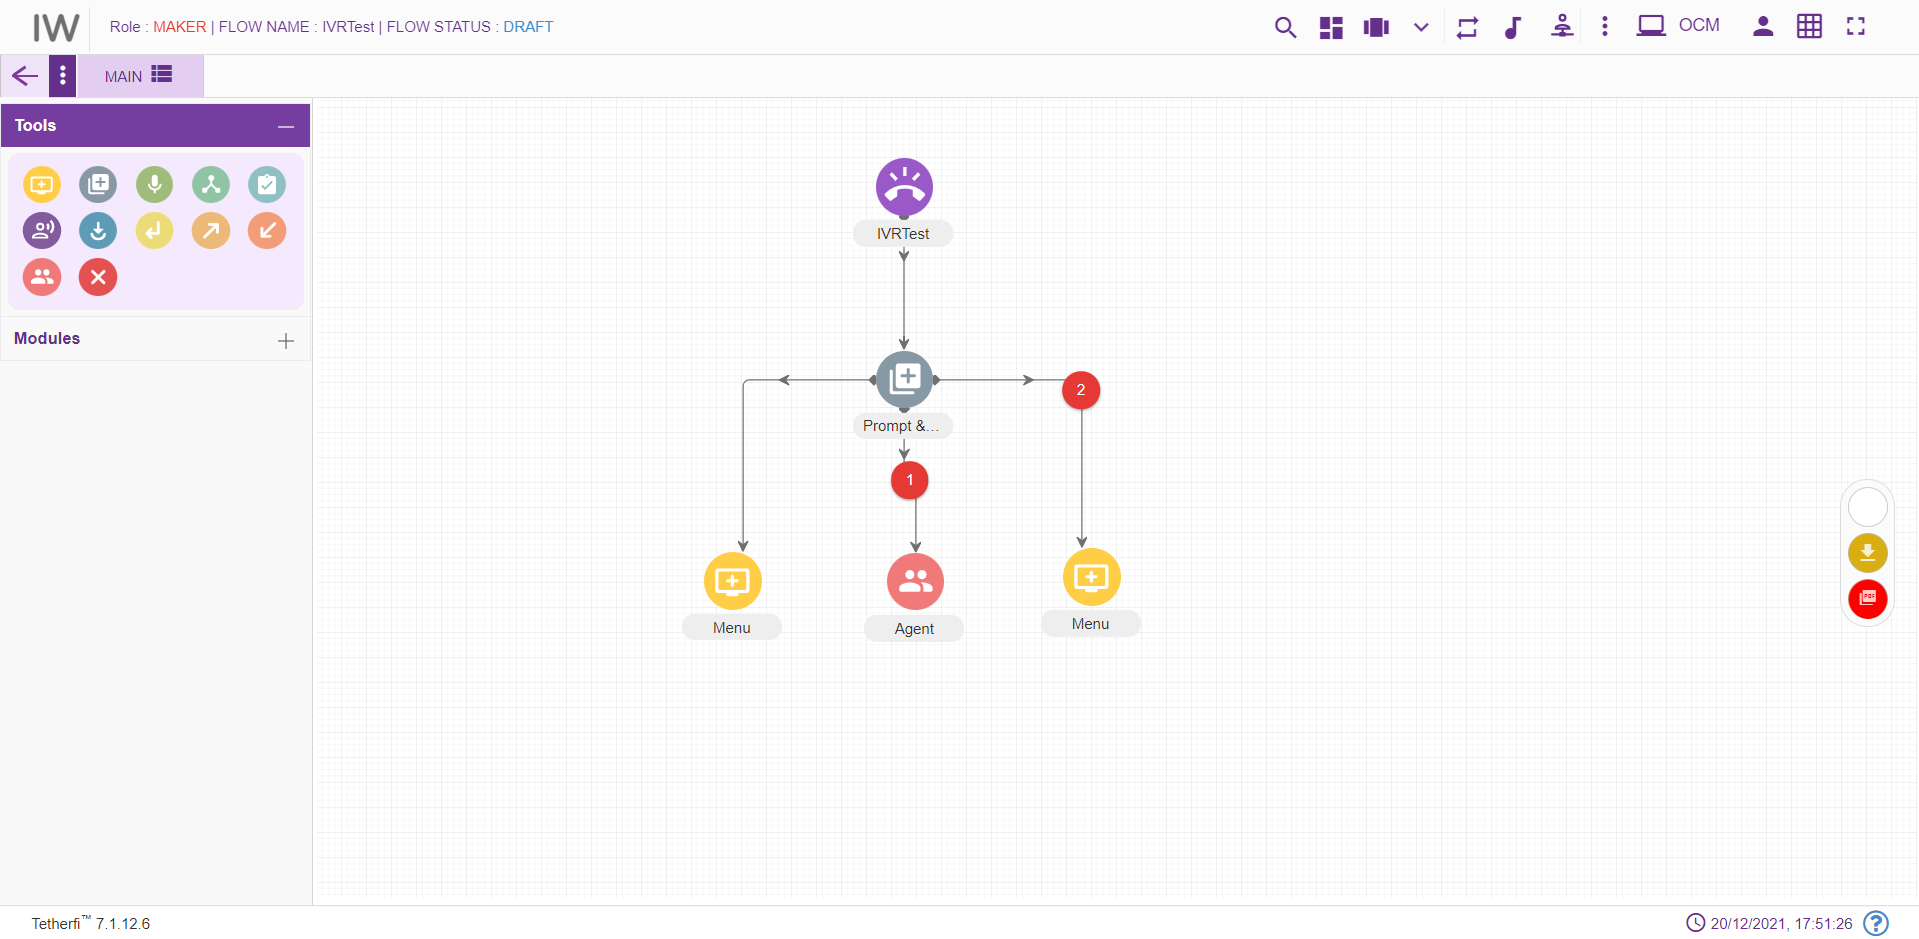 IW
Role : MAKER | FLOW NAME : IVRTest | FLOW STATUS : DRAFT
OCM
MAIN
Tools
Modules
IVRTest
Prompt &...
2
1
Menu
Agent
Menu
PDF
Tetherfi™ 7.1.12.6
20/12/2021, 17:51:26
?